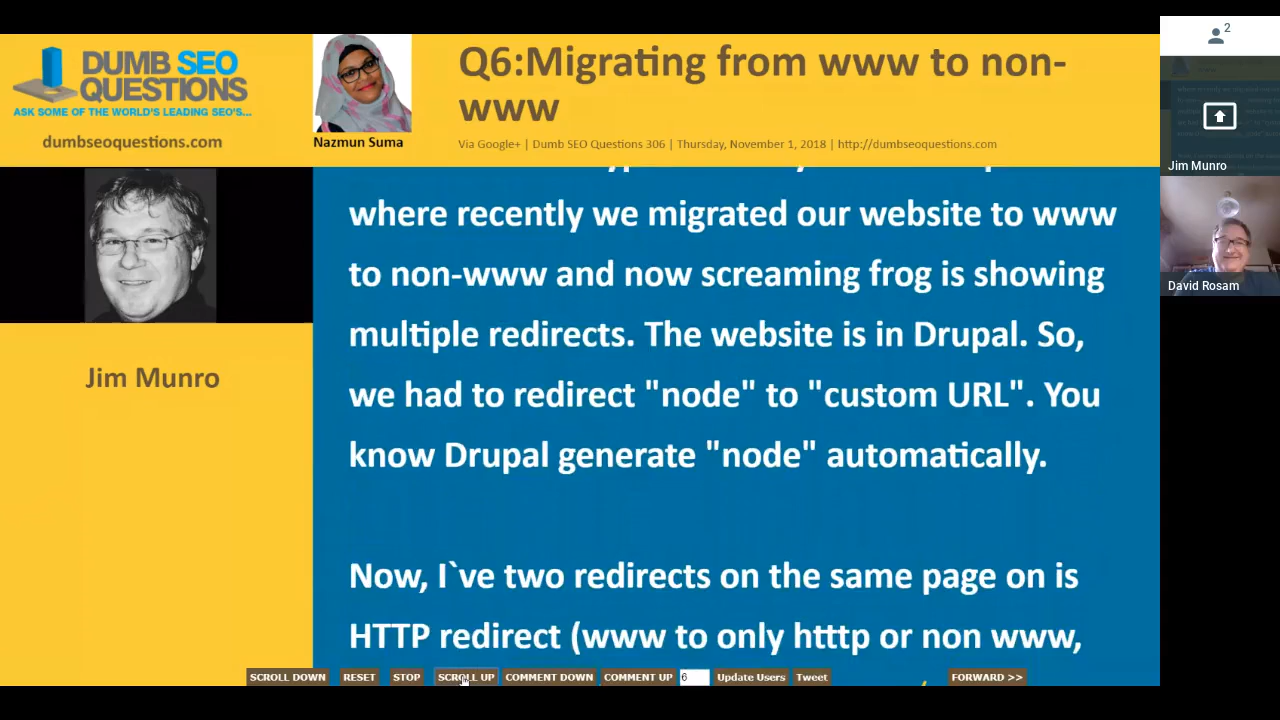 DUMB SEO
QUESTIONS
ASK SOME OF THE WORLD'S LEADING SEO'S...
dumbseoquestions.com
Nazmun Suma
Q6:Migrating from www to non-
www
Via Google+ | Dumb SEO Questions 306 | Thursday, November 1, 2018 | http://dumbseoquestions.com
2
Jim Munro
David Rosam
Jim Munro
where recently we migrated our website to www
to non-www and now screaming frog is showing
multiple redirects. The website is in Drupal. So,
we had to redirect "node" to "custom URL". You
know Drupal generate "node" automatically.
Now, I`ve two redirects on the same page on is
HTTP redirect (www to only htttp or non www,
SCROLL DOWN RESET STOP SCROLL UP COMMENT DOWN COMMENT UP 6 Update Users Tweet FORWARD >>